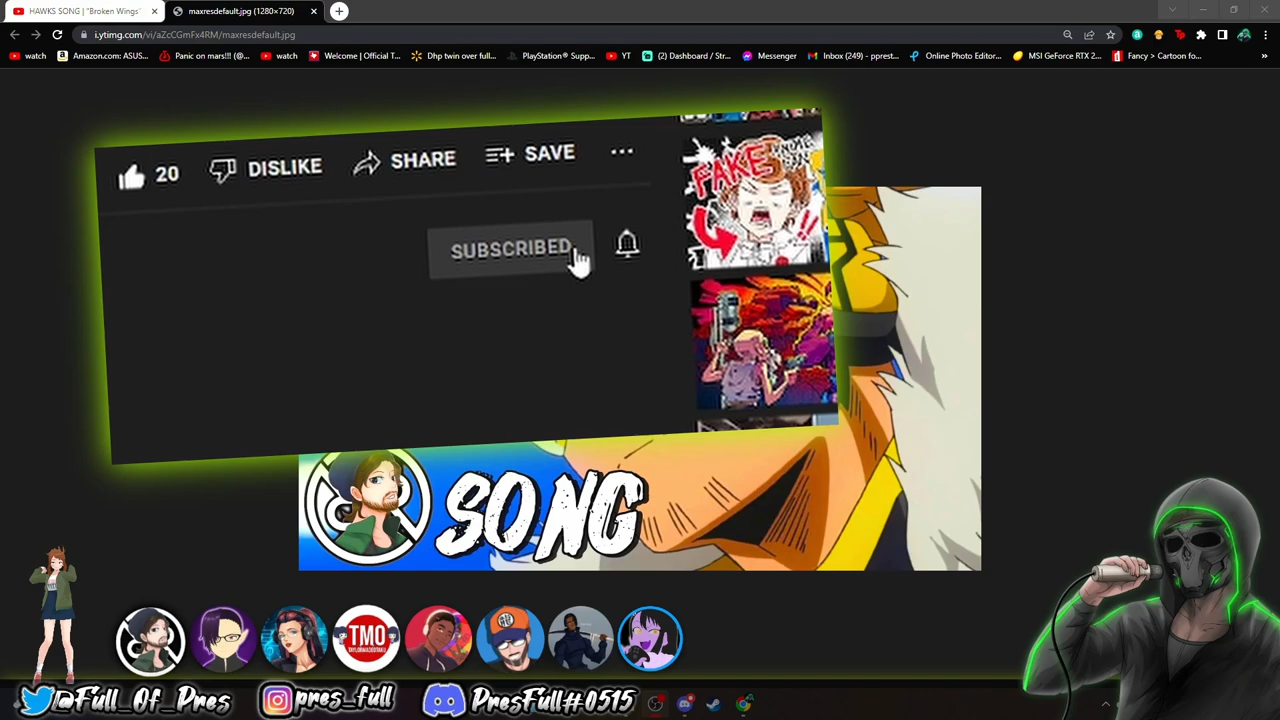 HAWKS SONG | "Broken Wings"
maxresdefault.jpg (1280×720)
i.ytimg.com/vi/aZcCGmFx4RM/maxresdefault.jpg
watch
Amazon.com: ASUS...
Panic on mars!!! (@...
watch
Welcome | Official T...
Dhp twin over full...
PlayStation® Supp...
YT
(2) Dashboard / Str...
Messenger
Inbox (249) - pprest...
Online Photo Editor...
MSI GeForce RTX 2...
Fancy > Cartoon fo...
20
DISLIKE
SHARE
SAVE
FAKE
SUBSCRIBED
SONG
TMO
@Full_Of_Pres
pres_full
PresFull#0515